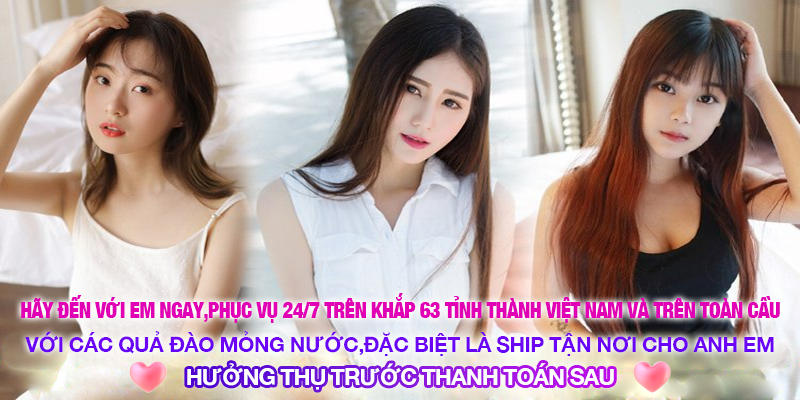 HÃY ĐẾN VỚI EM NGAY,PHỤC VỤ 24/7 TRÊN KHẮP 63 TỈNH THÀNH VIỆT NAM VÀ TRÊN TOÀN CẦU
VỚI CÁC QUẢ ĐÀO MỎNG NƯỚC,ĐẶC BIỆT LÀ SHIP TẬN NƠI CHO ANH EM
HƯỞNG THỤ TRƯỚC THANH TOÁN SAU